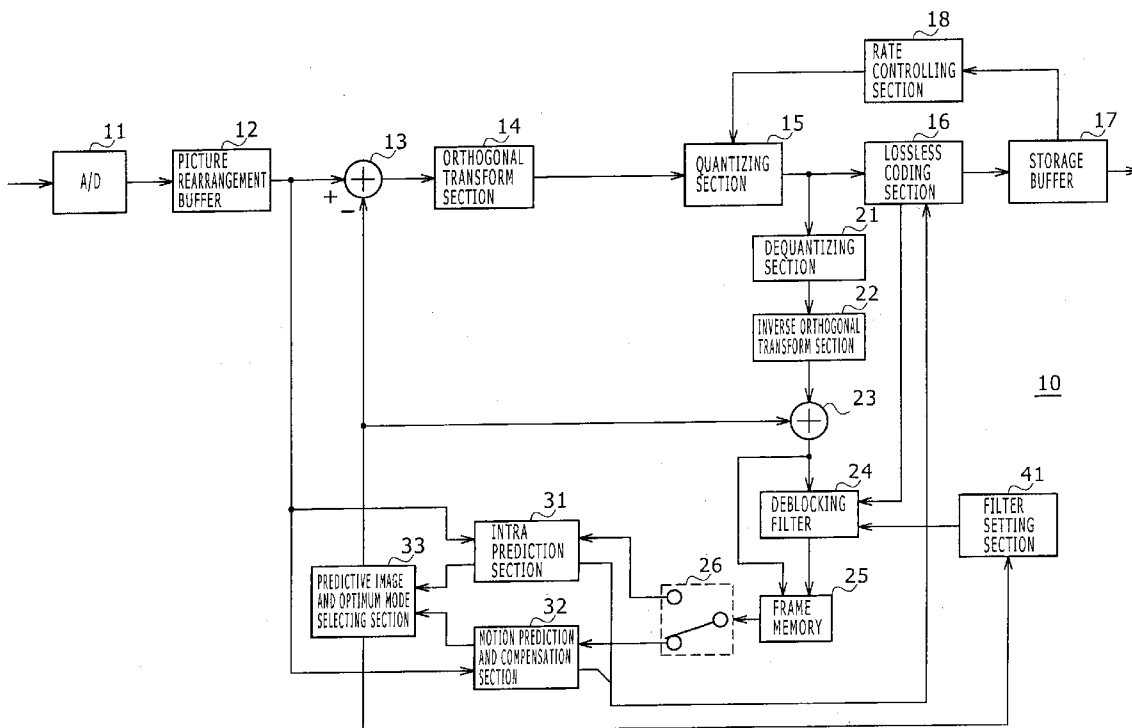 18
RATE
CONTROLLING
SECTION
11
A/D
12
PICTURE
REARRANGEMENT
BUFFER
13
+
−
14
ORTHOGONAL
TRANSFORM
SECTION
15
QUANTIZING
SECTION
16
LOSSLESS
CODING
SECTION
17
STORAGE
BUFFER
21
DEQUANTIZING
SECTION
22
INVERSE ORTHOGONAL
TRANSFORM SECTION
10
23
24
DEBLOCKING
FILTER
41
FILTER
SETTING
SECTION
31
INTRA
PREDICTION
SECTION
33
PREDICTIVE IMAGE
AND OPTIMUM MODE
SELECTING SECTION
26
25
FRAME
MEMORY
32
MOTION PREDICTION
AND COMPENSATION
SECTION